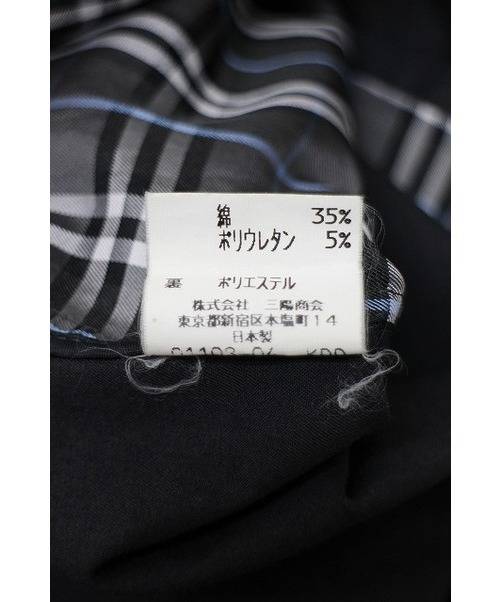 綿 35%
ポリウレタン 5%
裏 ポリエステル
株式会社 三陽商会
東京都新宿区本塩町14
日本製